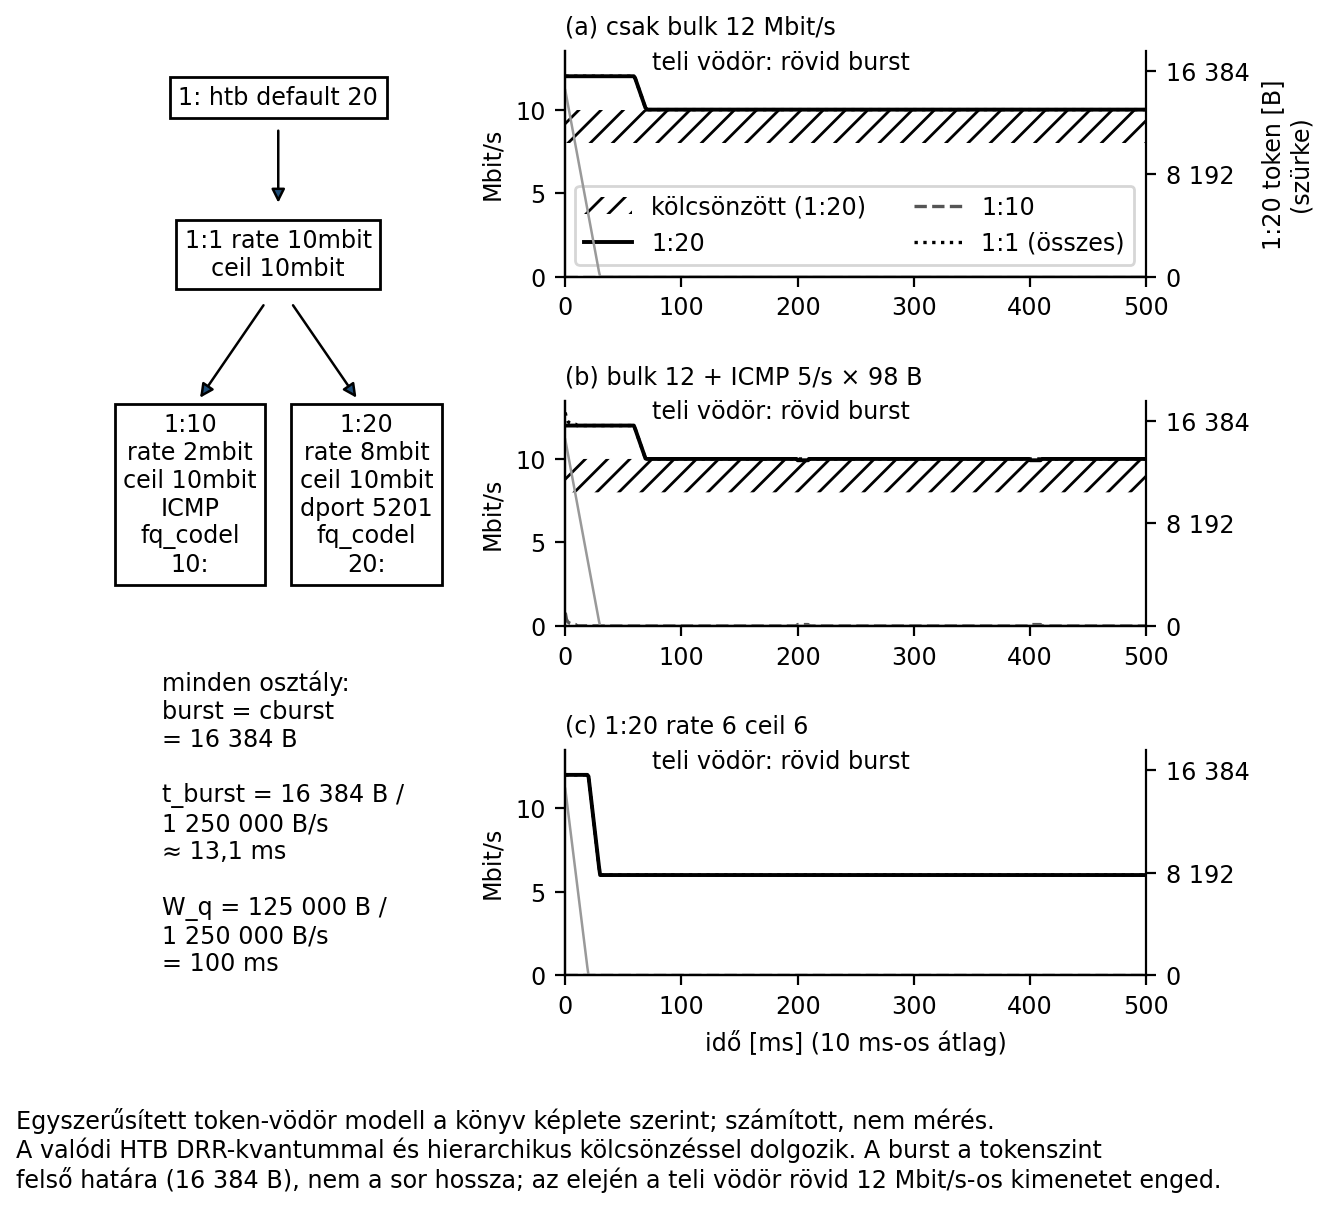 1: htb default 20
1:1 rate 10mbit
ceil 10mbit
1:10
rate 2mbit
ceil 10mbit
ICMP
fq_codel
10:
1:20
rate 8mbit
ceil 10mbit
dport 5201
fq_codel
20:
minden osztály:
burst = cburst
= 16 384 B
t_burst = 16 384 B /
1 250 000 B/s
≈ 13,1 ms
W_q = 125 000 B /
1 250 000 B/s
= 100 ms
(a) csak bulk 12 Mbit/s
teli vödör: rövid burst
Mbit/s
10
5
0
kölcsönzött (1:20)
1:20
1:10
1:1 (összes)
16 384
8 192
0
1:20 token [B]
(szürke)
0 100 200 300 400 500
(b) bulk 12 + ICMP 5/s × 98 B
teli vödör: rövid burst
Mbit/s
10
5
0
16 384
8 192
0
0 100 200 300 400 500
(c) 1:20 rate 6 ceil 6
teli vödör: rövid burst
Mbit/s
10
5
0
16 384
8 192
0
0 100 200 300 400 500
idő [ms] (10 ms-os átlag)
Egyszerűsített token-vödör modell a könyv képlete szerint; számított, nem mérés.
A valódi HTB DRR-kvantummal és hierarchikus kölcsönzéssel dolgozik. A burst a tokenszint
felső határa (16 384 B), nem a sor hossza; az elején a teli vödör rövid 12 Mbit/s-os kimenetet enged.